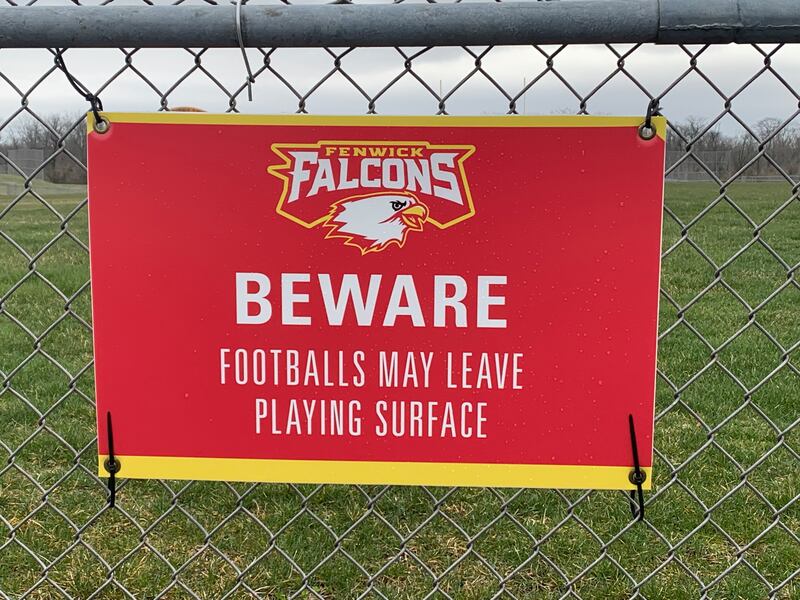 FENWICK
FALCONS
BEWARE
FOOTBALLS MAY LEAVE
PLAYING SURFACE